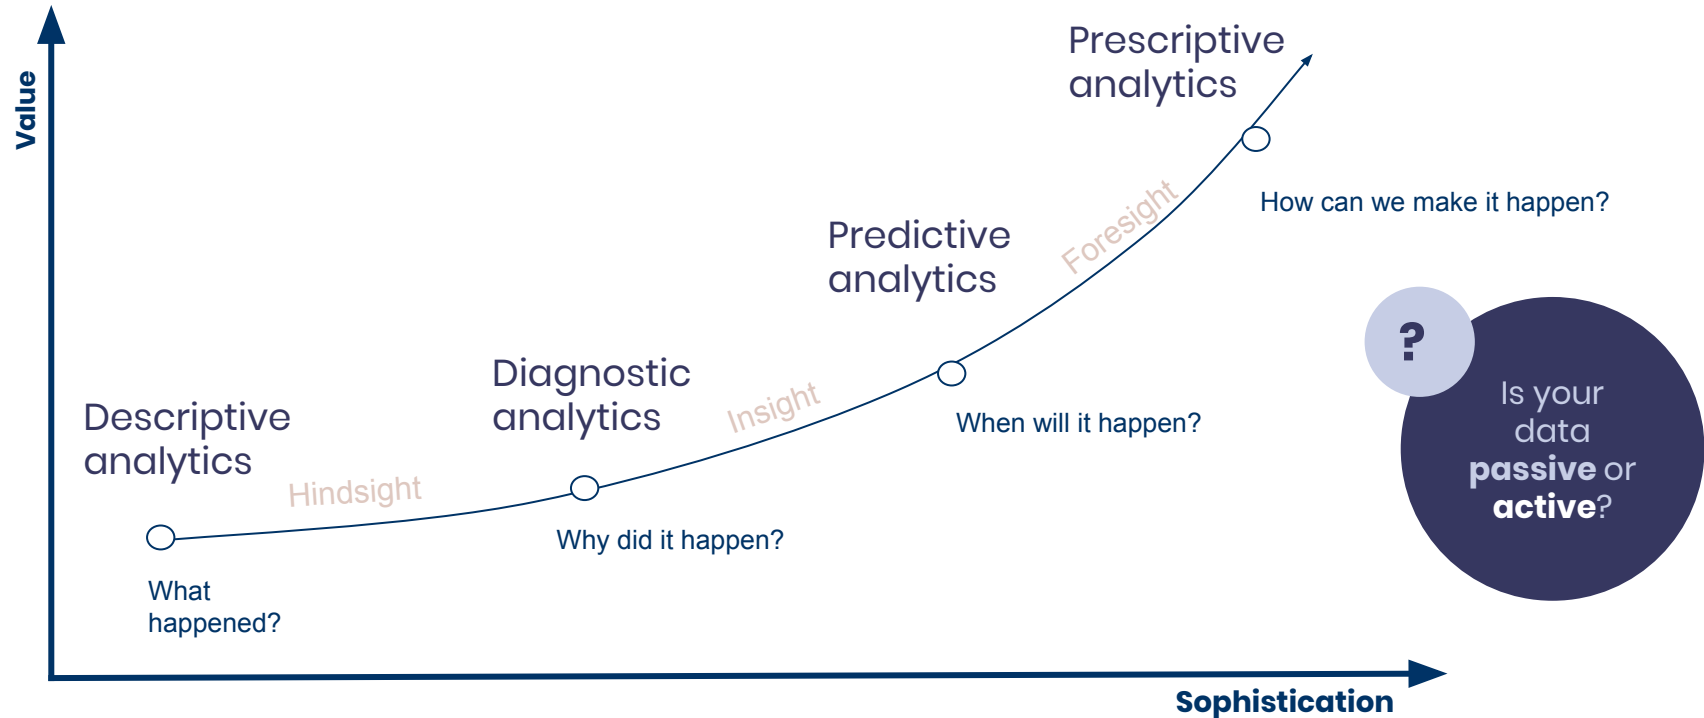 Value
Prescriptive
analytics
Foresight
How can we make it happen?
Predictive
analytics
When will it happen?
Diagnostic
analytics
Insight
Why did it happen?
Descriptive
analytics
Hindsight
What
happened?
?
Is your
data
passive or
active?
Sophistication